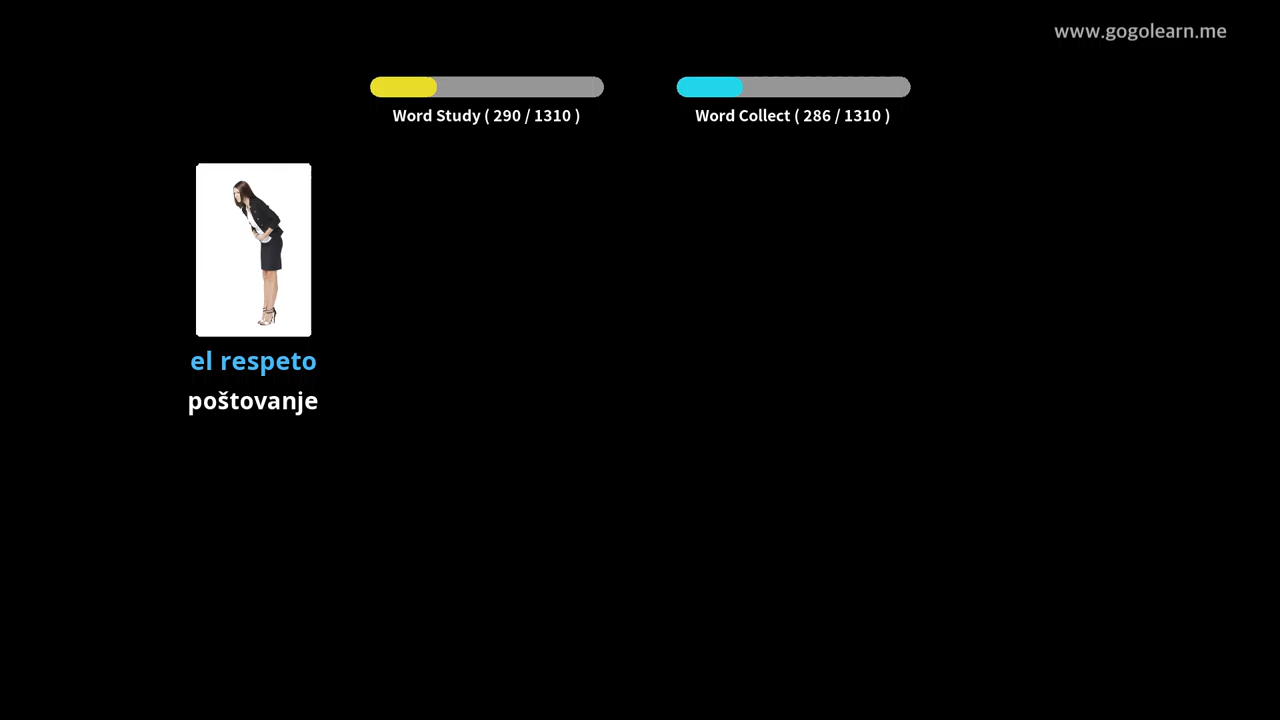 www.gogolearn.me
Word Study ( 290 / 1310 )
Word Collect ( 286 / 1310 )
el respeto
poštovanje